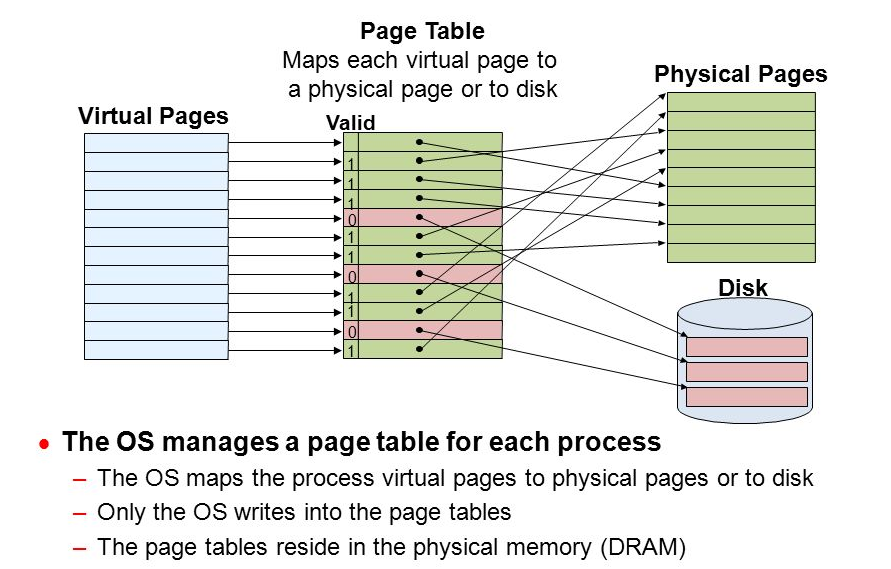 Page Table
Maps each virtual page to
a physical page or to disk
Physical Pages
Virtual Pages
Valid
1
1
1
0
1
1
0
1
1
0
1
Disk
• The OS manages a page table for each process
– The OS maps the process virtual pages to physical pages or to disk
– Only the OS writes into the page tables
– The page tables reside in the physical memory (DRAM)